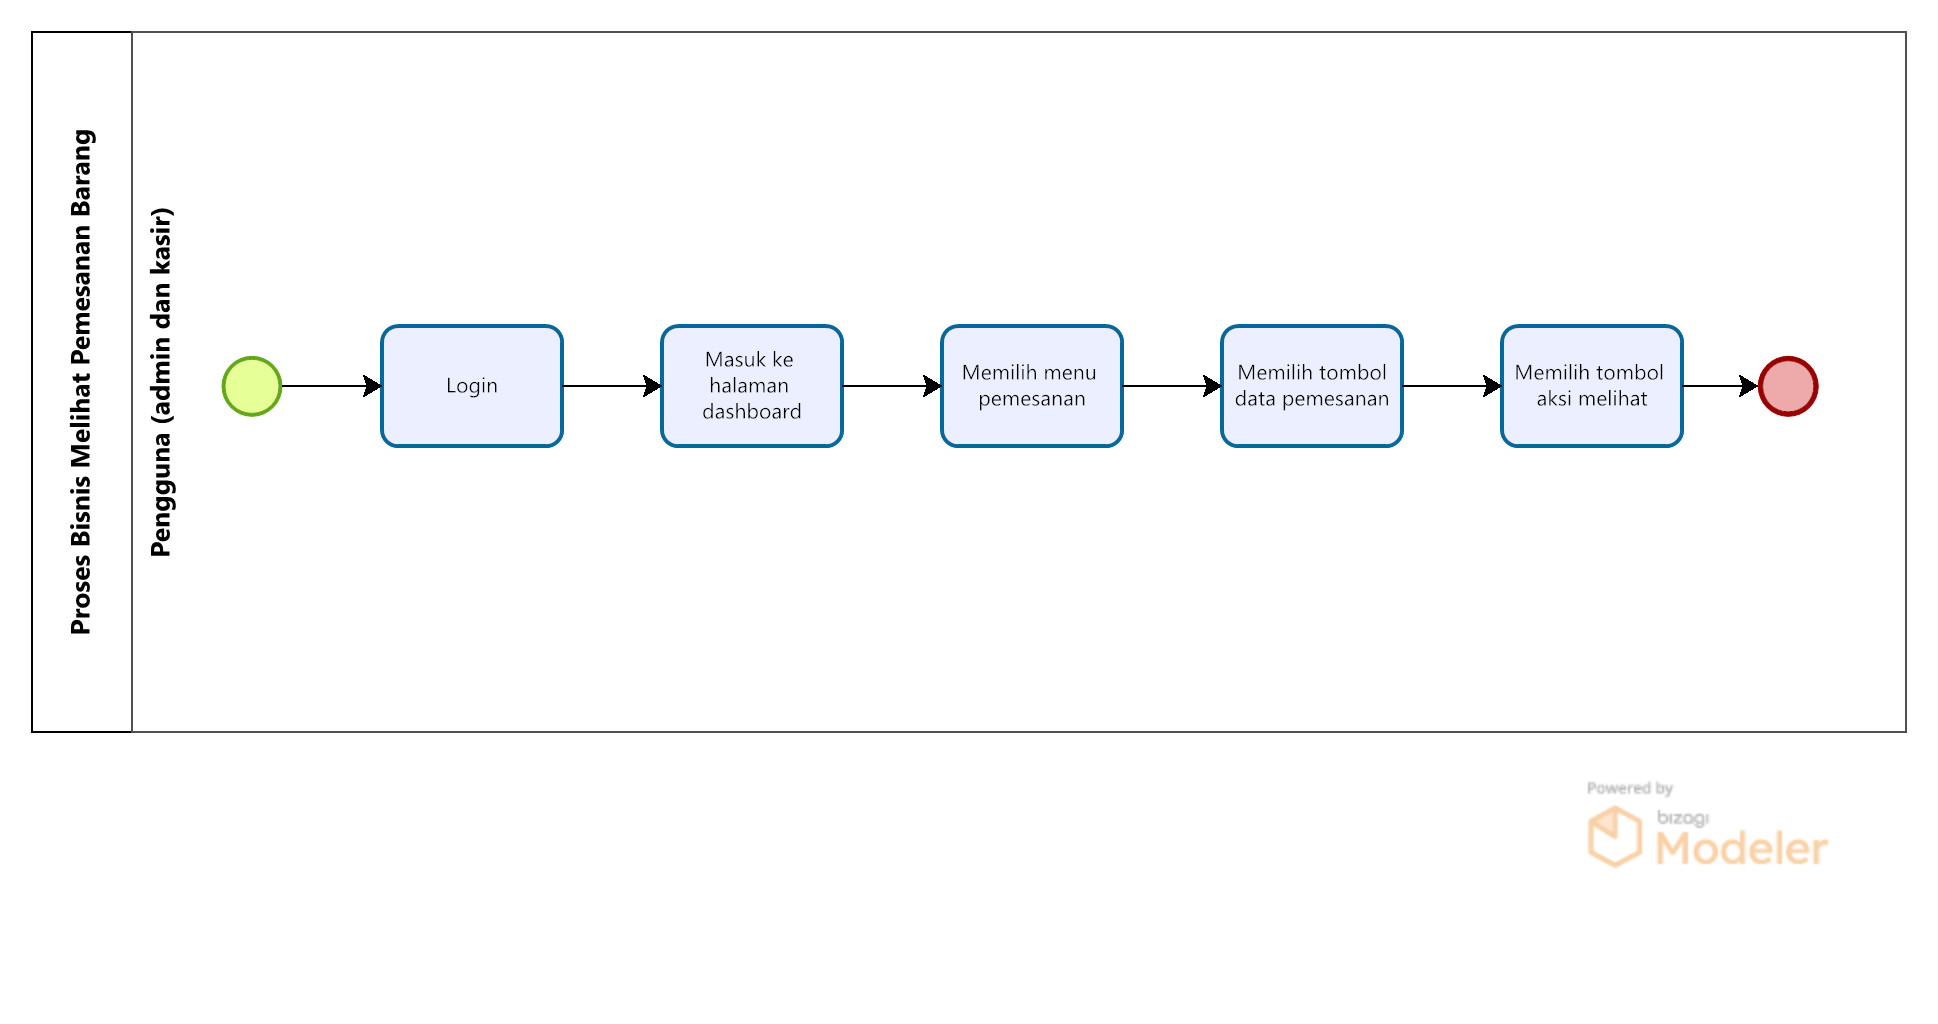 Proses Bisnis Melihat Pemesanan Barang
Pengguna (admin dan kasir)
Login
Masuk ke
halaman
dashboard
Memilih menu
pemesanan
Memilih tombol
data pemesanan
Memilih tombol
aksi melihat
Powered by
bizagi
Modeler